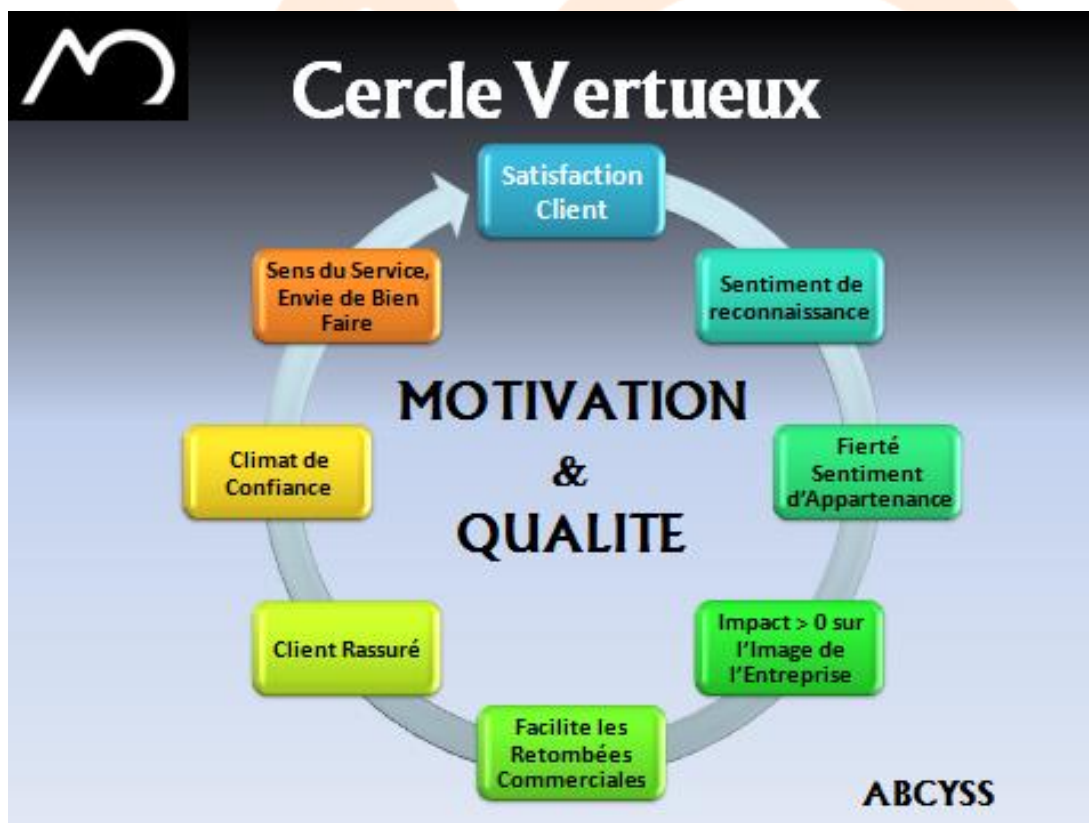 Cercle Vertueux
Satisfaction
Client
Sentiment de
reconnaissance
Fierté
Sentiment
d'Appartenance
Impact > 0 sur
l'Image de
l'Entreprise
Facilite les
Retombées
Commerciales
Client Rassuré
Climat de
Confiance
Sens du Service,
Envie de Bien
Faire
MOTIVATION
&
QUALITE
ABCYSS